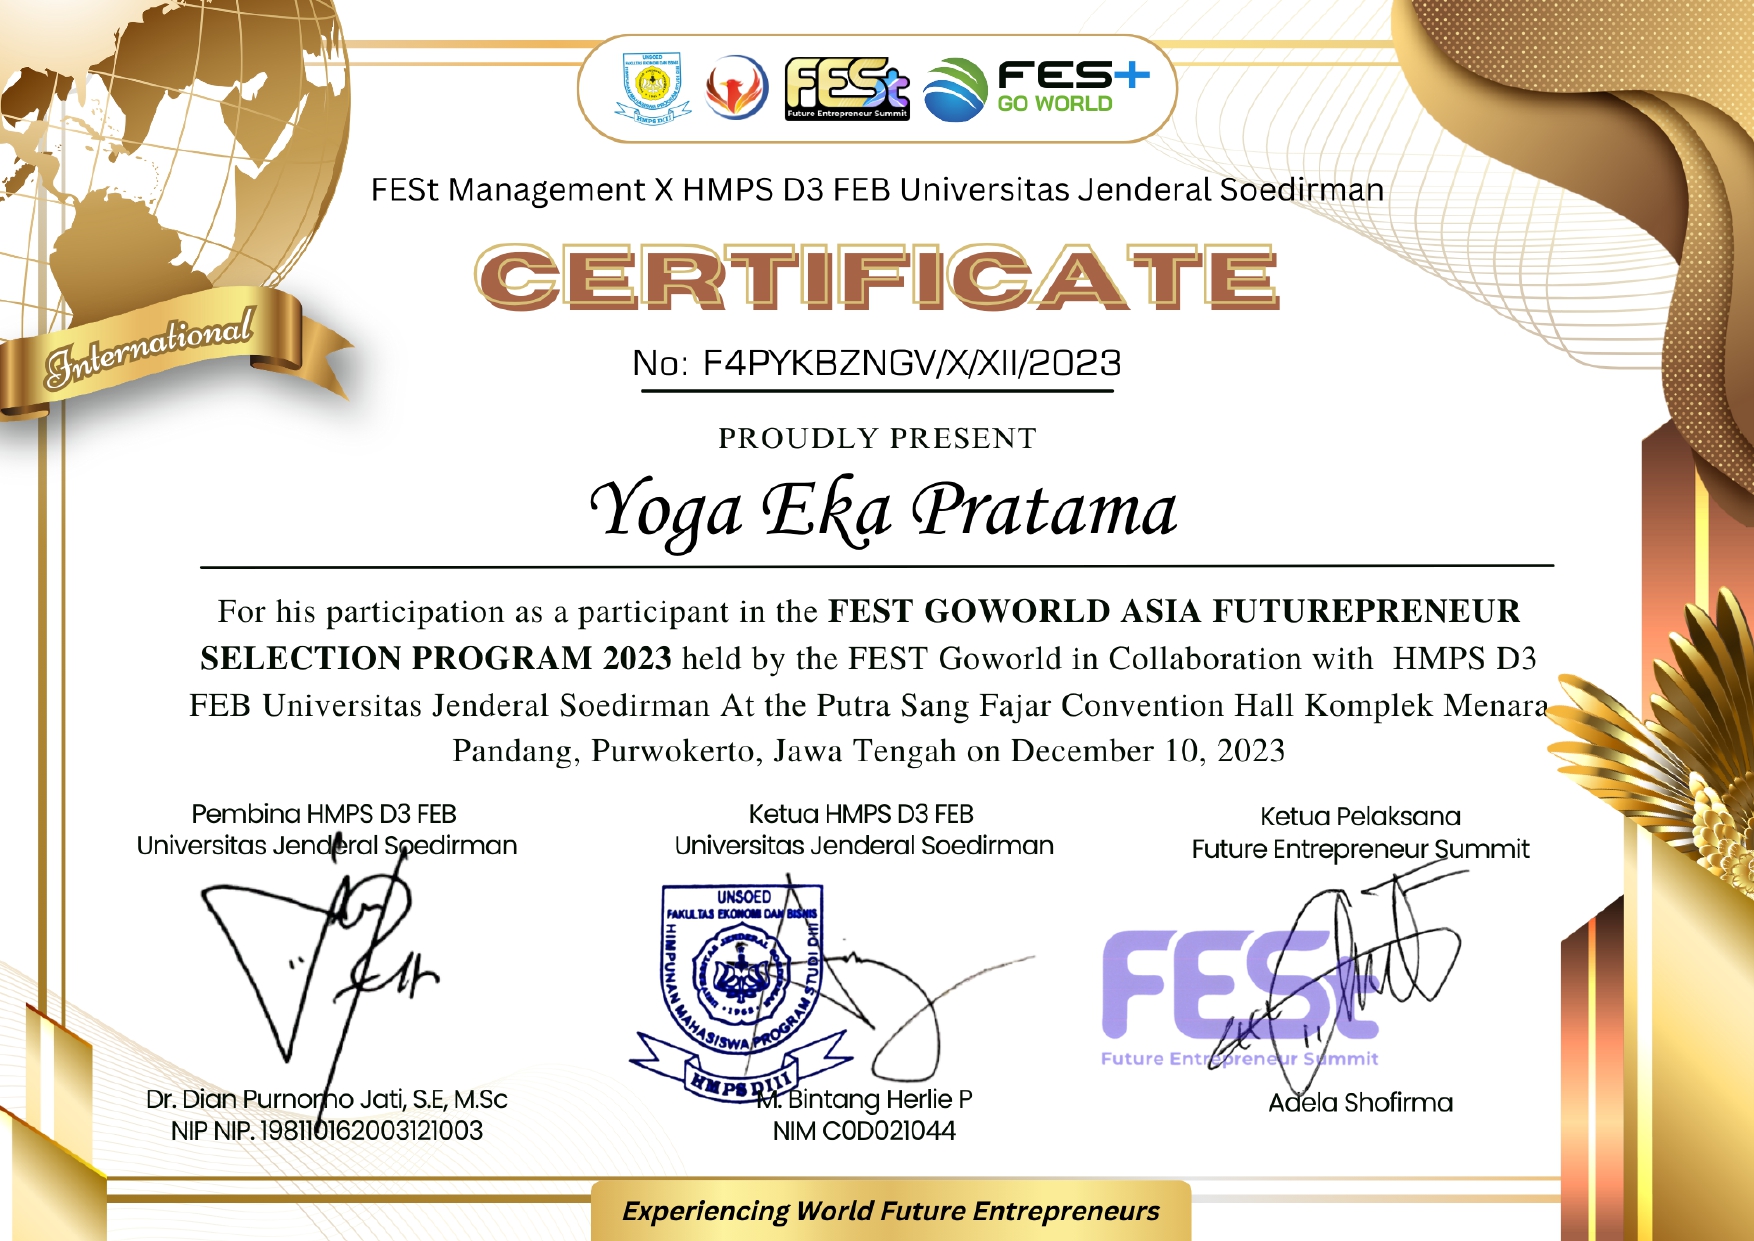 UNSOED
HMPS DIII
FESt
Future Entrepreneur Summit
FES+
GO WORLD
FESt Management X HMPS D3 FEB Universitas Jenderal Soedirman
CERTIFICATE
International
No: F4PYKBZNGV/X/XII/2023
PROUDLY PRESENT
Yoga Eka Pratama
For his participation as a participant in the FEST GOWORLD ASIA FUTUREPRENEUR
SELECTION PROGRAM 2023 held by the FEST Goworld in Collaboration with HMPS D3
FEB Universitas Jenderal Soedirman At the Putra Sang Fajar Convention Hall Komplek Menara
Pandang, Purwokerto, Jawa Tengah on December 10, 2023
Pembina HMPS D3 FEB
Universitas Jenderal Soedirman
Dr. Dian Purnomo Jati, S.E, M.Sc
NIP NIP. 198110162003121003
Ketua HMPS D3 FEB
Universitas Jenderal Soedirman
UNSOED
FAKULTAS EKONOMI DAN BISNIS
HIMPUNAN MAHASISWA PROGRAM STUDI DIII
UNIVERSITAS JENDERAL SOEDIRMAN
1963
HMPS DIII
M. Bintang Herlie P
NIM C0D021044
Ketua Pelaksana
Future Entrepreneur Summit
FESt
Future Entrepreneur Summit
Adela Shofirma
Experiencing World Future Entrepreneurs